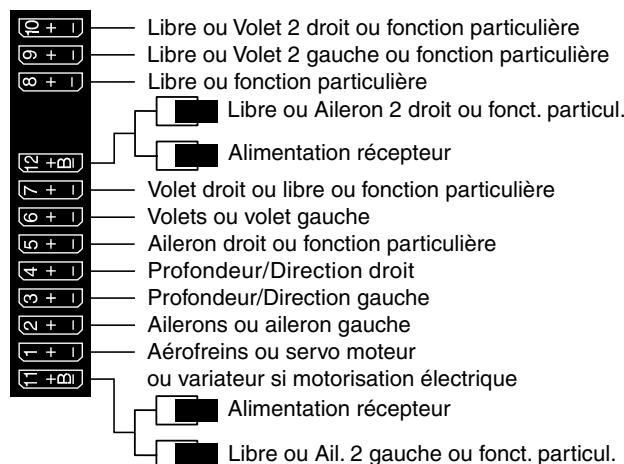 10 + – Libre ou Volet 2 droit ou fonction particulière
9 + – Libre ou Volet 2 gauche ou fonction particulière
8 + – Libre ou fonction particulière
Libre ou Aileron 2 droit ou fonct. particul.
12 +B– Alimentation récepteur
7 + – Volet droit ou libre ou fonction particulière
6 + – Volets ou volet gauche
5 + – Aileron droit ou fonction particulière
4 + – Profondeur/Direction droit
3 + – Profondeur/Direction gauche
2 + – Ailerons ou aileron gauche
1 + – Aérofreins ou servo moteur
11 +B– ou variateur si motorisation électrique
Alimentation récepteur
Libre ou Ail. 2 gauche ou fonct. particul.